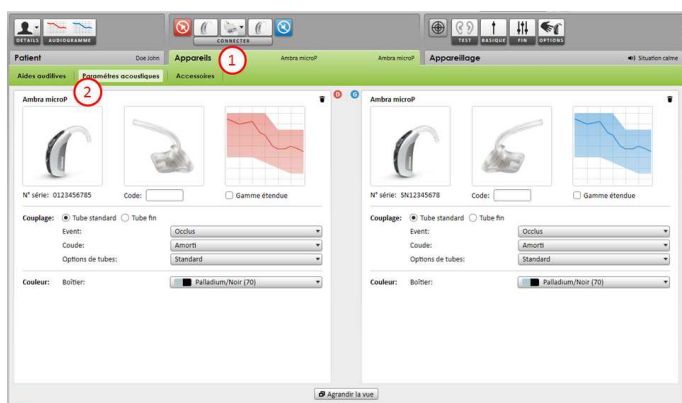 DETAILS AUDIOGRAMME
CONNECTER
TEST BASIQUE FIN OPTIONS
Patient Doe John Appareils Ambra microP Ambra microP Appareillage Situation calme
1
Aides auditives Paramètres acoustiques Accessoires
2
D G
Ambra microP
N° série: 0123456785 Code: Gamme étendue
Couplage: Tube standard Tube fin
Event: Occlus
Coude: Amorti
Options de tubes: Standard
Couleur: Boîtier: Palladium/Noir (70)
Ambra microP
N° série: SN12345678 Code: Gamme étendue
Couplage: Tube standard Tube fin
Event: Occlus
Coude: Amorti
Options de tubes: Standard
Couleur: Boîtier: Palladium/Noir (70)
Agrandir la vue